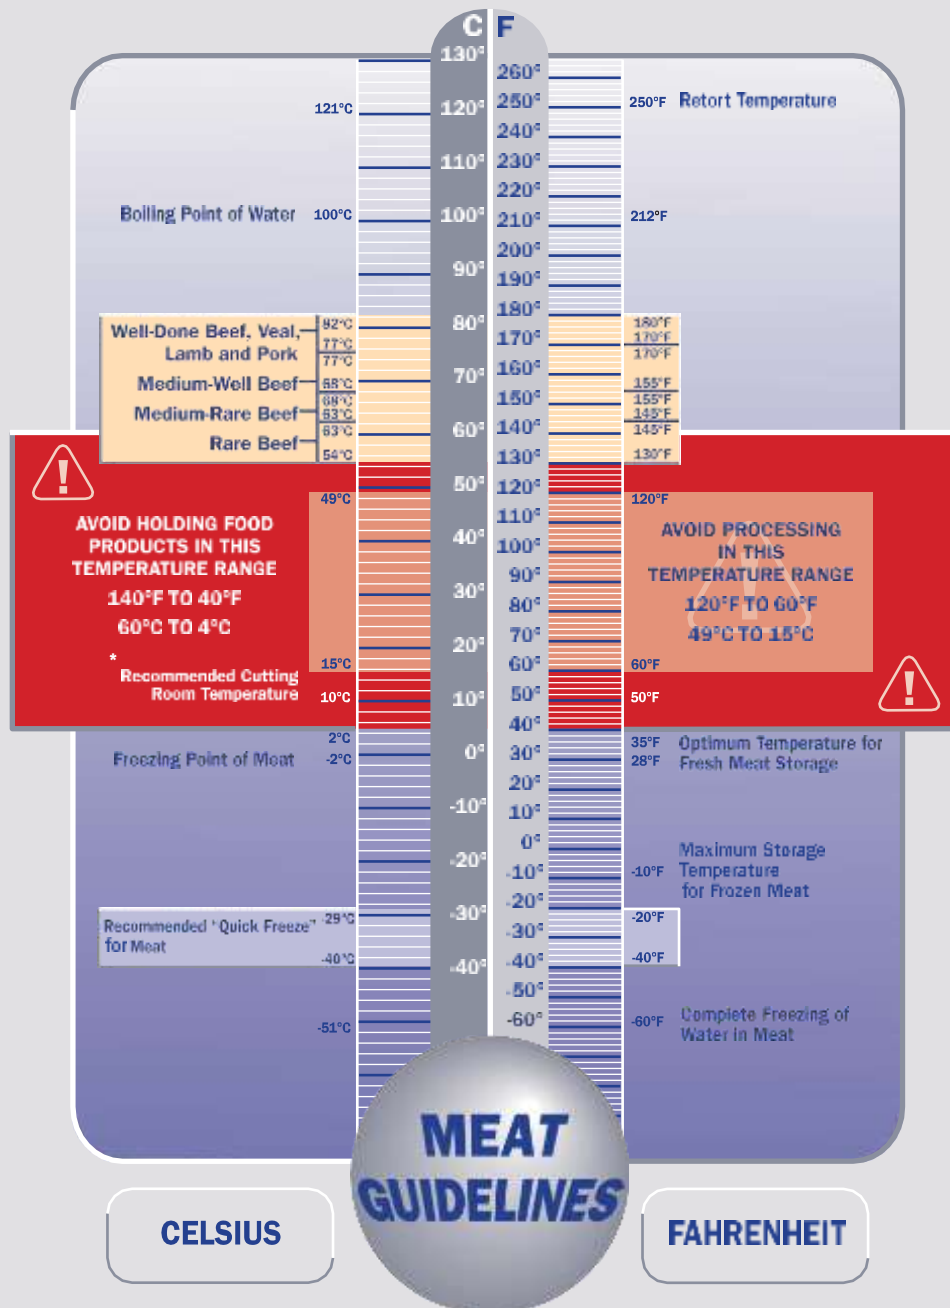 C F
130°
260°
121°C 120° 250° 250°F Retort Temperature
240°
110° 230°
220°
Boiling Point of Water 100°C 100° 210° 212°F
200°
90° 190°
180°
Well-Done Beef, Veal, 82°C 80° 180°F
77°C 170° 170°F
Lamb and Pork 77°C 170°F
160°
Medium-Well Beef 68°C 70° 155°F
68°C 150° 155°F
Medium-Rare Beef 63°C 145°F
63°C 60° 140° 145°F
Rare Beef
54°C 130° 130°F
50° 120°
49°C 120°F
110°
AVOID HOLDING FOOD
PRODUCTS IN THIS
TEMPERATURE RANGE
140°F TO 40°F
60°C TO 4°C
40°
100°
90°
30°
80°
70°
20°
AVOID PROCESSING
IN THIS
TEMPERATURE RANGE
120°F TO 60°F
49°C TO 15°C
15°C 60° 60°F
*
Recommended Cutting
Room Temperature
10°C 10° 50° 50°F
40°
2°C 35°F Optimum Temperature for
Fresh Meat Storage
Freezing Point of Meat -2°C 0° 30° 28°F
20°
-10° 10°
0°
Maximum Storage
Temperature
for Frozen Meat
-20° -10° -10°F
-20°
Recommended "Quick Freeze"
for Meat
-29°C -30° -20°F
-30°
-40°C -40° -40° -40°F
-50°
-51°C -60° -60°F Complete Freezing of
Water in Meat
MEAT
GUIDELINES
CELSIUS
FAHRENHEIT